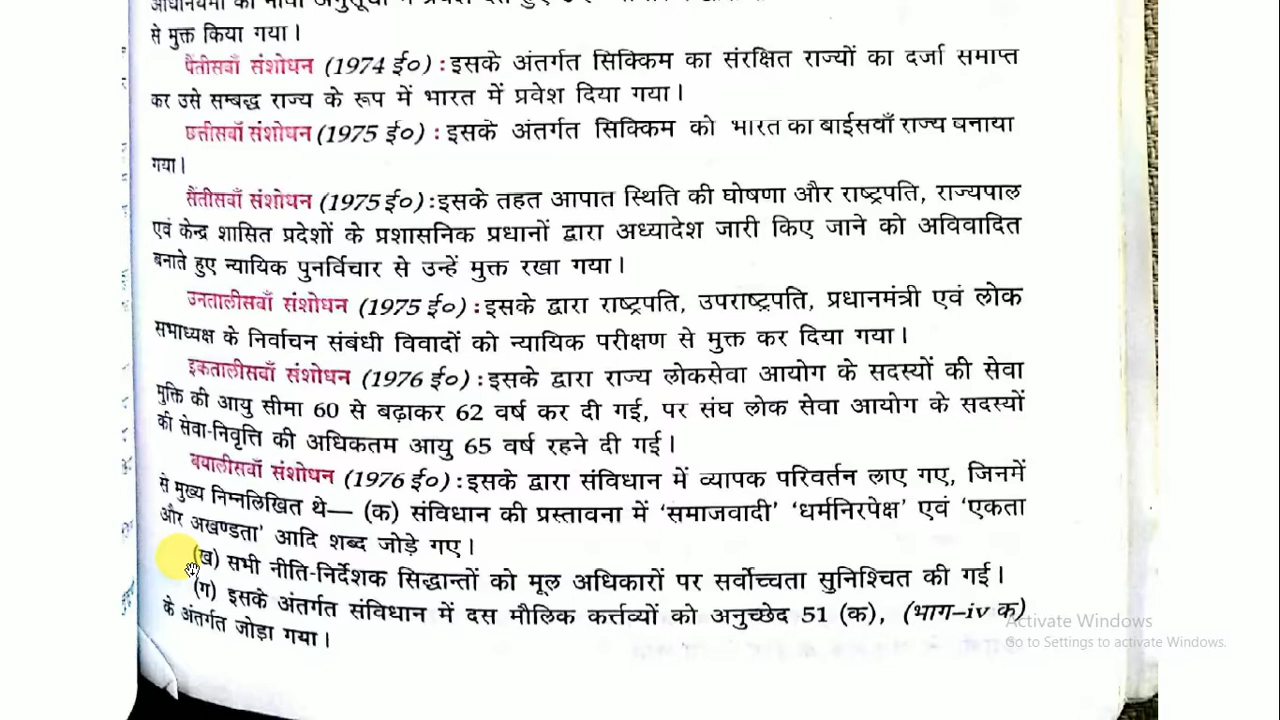 से मुक्त किया गया।
पैंतीसवाँ संशोधन (1974 ई०) : इसके अंतर्गत सिक्किम का संरक्षित राज्यों का दर्जा समाप्त
कर उसे सम्बद्ध राज्य के रूप में भारत में प्रवेश दिया गया।
छत्तीसवाँ संशोधन (1975 ई०) : इसके अंतर्गत सिक्किम को भारत का बाईसवाँ राज्य बनाया
गया।
सैंतीसवाँ संशोधन (1975 ई०) : इसके तहत आपात स्थिति की घोषणा और राष्ट्रपति, राज्यपाल
एवं केन्द्र शासित प्रदेशों के प्रशासनिक प्रधानों द्वारा अध्यादेश जारी किए जाने को अविवादित
बनाते हुए न्यायिक पुनर्विचार से उन्हें मुक्त रखा गया।
उनतालीसवाँ संशोधन (1975 ई०) : इसके द्वारा राष्ट्रपति, उपराष्ट्रपति, प्रधानमंत्री एवं लोक
सभाध्यक्ष के निर्वाचन संबंधी विवादों को न्यायिक परीक्षण से मुक्त कर दिया गया।
इकतालीसवाँ संशोधन (1976 ई०) : इसके द्वारा राज्य लोकसेवा आयोग के सदस्यों की सेवा
मुक्ति की आयु सीमा 60 से बढ़ाकर 62 वर्ष कर दी गई, पर संघ लोक सेवा आयोग के सदस्यों
की सेवा-निवृत्ति की अधिकतम आयु 65 वर्ष रहने दी गई।
बयालीसवाँ संशोधन (1976 ई०) : इसके द्वारा संविधान में व्यापक परिवर्तन लाए गए, जिनमें
से मुख्य निम्नलिखित थे— (क) संविधान की प्रस्तावना में 'समाजवादी' 'धर्मनिरपेक्ष' एवं 'एकता
और अखण्डता' आदि शब्द जोड़े गए।
(ख) सभी नीति-निर्देशक सिद्धान्तों को मूल अधिकारों पर सर्वोच्चता सुनिश्चित की गई।
(ग) इसके अंतर्गत संविधान में दस मौलिक कर्त्तव्यों को अनुच्छेद 51 (क), (भाग-iv क)
के अंतर्गत जोड़ा गया।
Activate Windows
Go to Settings to activate Windows.